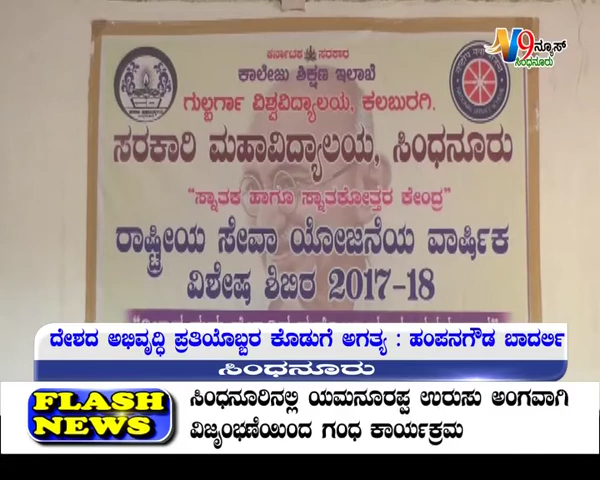 N9 ನ್ಯೂಸ್
ಸಿಂಧನೂರು
ಕರ್ನಾಟಕ ಸರಕಾರ
ಕಾಲೇಜು ಶಿಕ್ಷಣ ಇಲಾಖೆ
ಗುಲ್ಬರ್ಗಾ ವಿಶ್ವವಿದ್ಯಾಲಯ, ಕಲಬುರಗಿ.
ಸರಕಾರಿ ಮಹಾವಿದ್ಯಾಲಯ, ಸಿಂಧನೂರು
“ಸ್ನಾತಕ ಹಾಗೂ ಸ್ನಾತಕೋತ್ತರ ಕೇಂದ್ರ”
ರಾಷ್ಟ್ರೀಯ ಸೇವಾ ಯೋಜನೆಯ ವಾರ್ಷಿಕ
ವಿಶೇಷ ಶಿಬಿರ 2017-18
ದೇಶದ ಅಭಿವೃದ್ಧಿ ಪ್ರತಿಯೊಬ್ಬರ ಕೊಡುಗೆ ಅಗತ್ಯ : ಹಂಪನಗೌಡ ಬಾದರ್ಲಿ
ಸಿಂಧನೂರು
FLASH NEWS
ಸಿಂಧನೂರಿನಲ್ಲಿ ಯಮನೂರಪ್ಪ ಉರುಸು ಅಂಗವಾಗಿ
ವಿಜೃಂಭಣೆಯಿಂದ ಗಂಧ ಕಾರ್ಯಕ್ರಮ